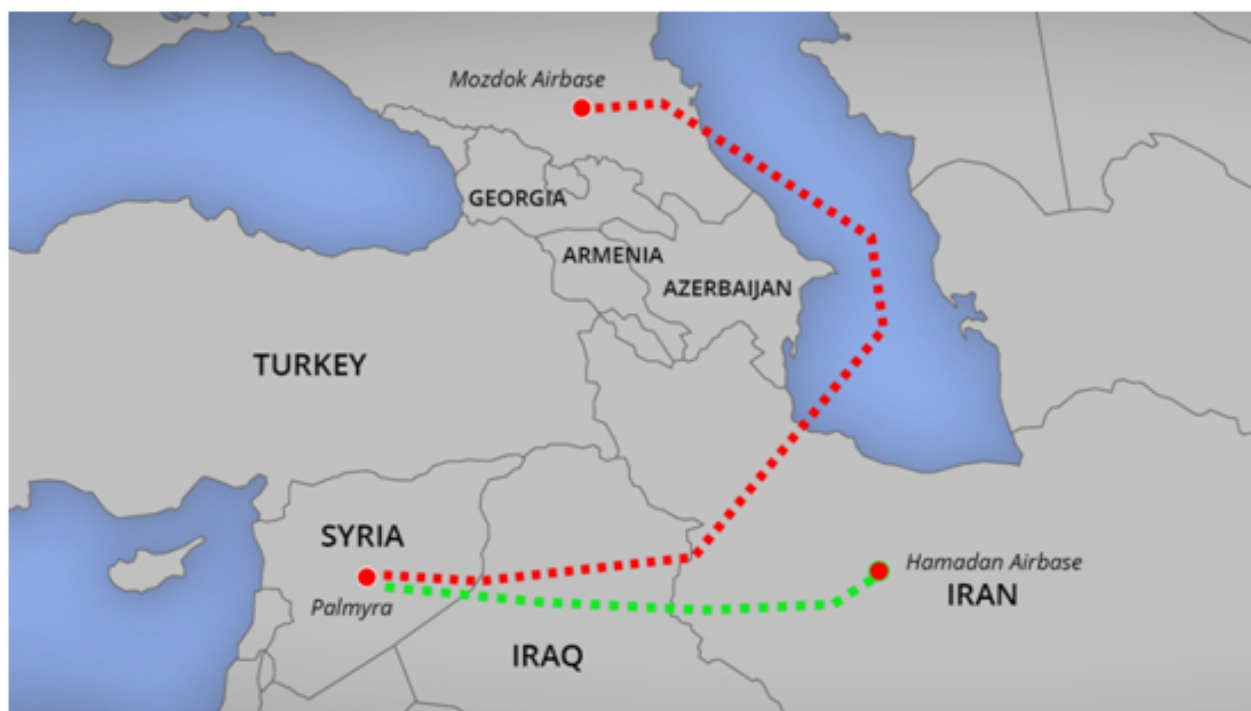 Mozdok Airbase
GEORGIA
ARMENIA
AZERBAIJAN
TURKEY
SYRIA
Hamadan Airbase
IRAN
Palmyra
IRAQ